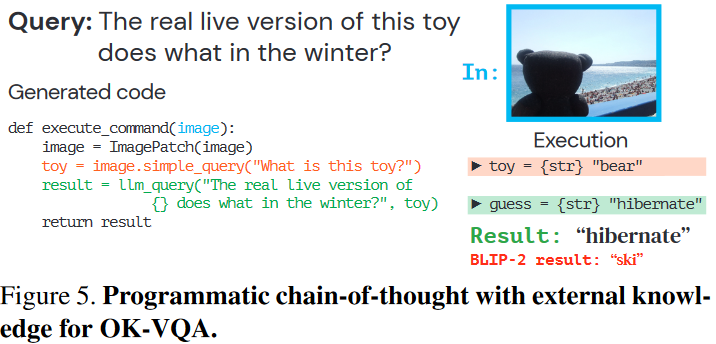 Query: The real live version of this toy
does what in the winter?
Generated code
def execute_command(image):
    image = ImagePatch(image)
    toy = image.simple_query("What is this toy?")
    result = llm_query("The real live version of
                {} does what in the winter?", toy)
    return result
In:
Execution
▶ toy = {str} "bear"
▶ guess = {str} "hibernate"
Result: “hibernate”
BLIP-2 result: “ski”
Figure 5. Programmatic chain-of-thought with external knowl-
edge for OK-VQA.